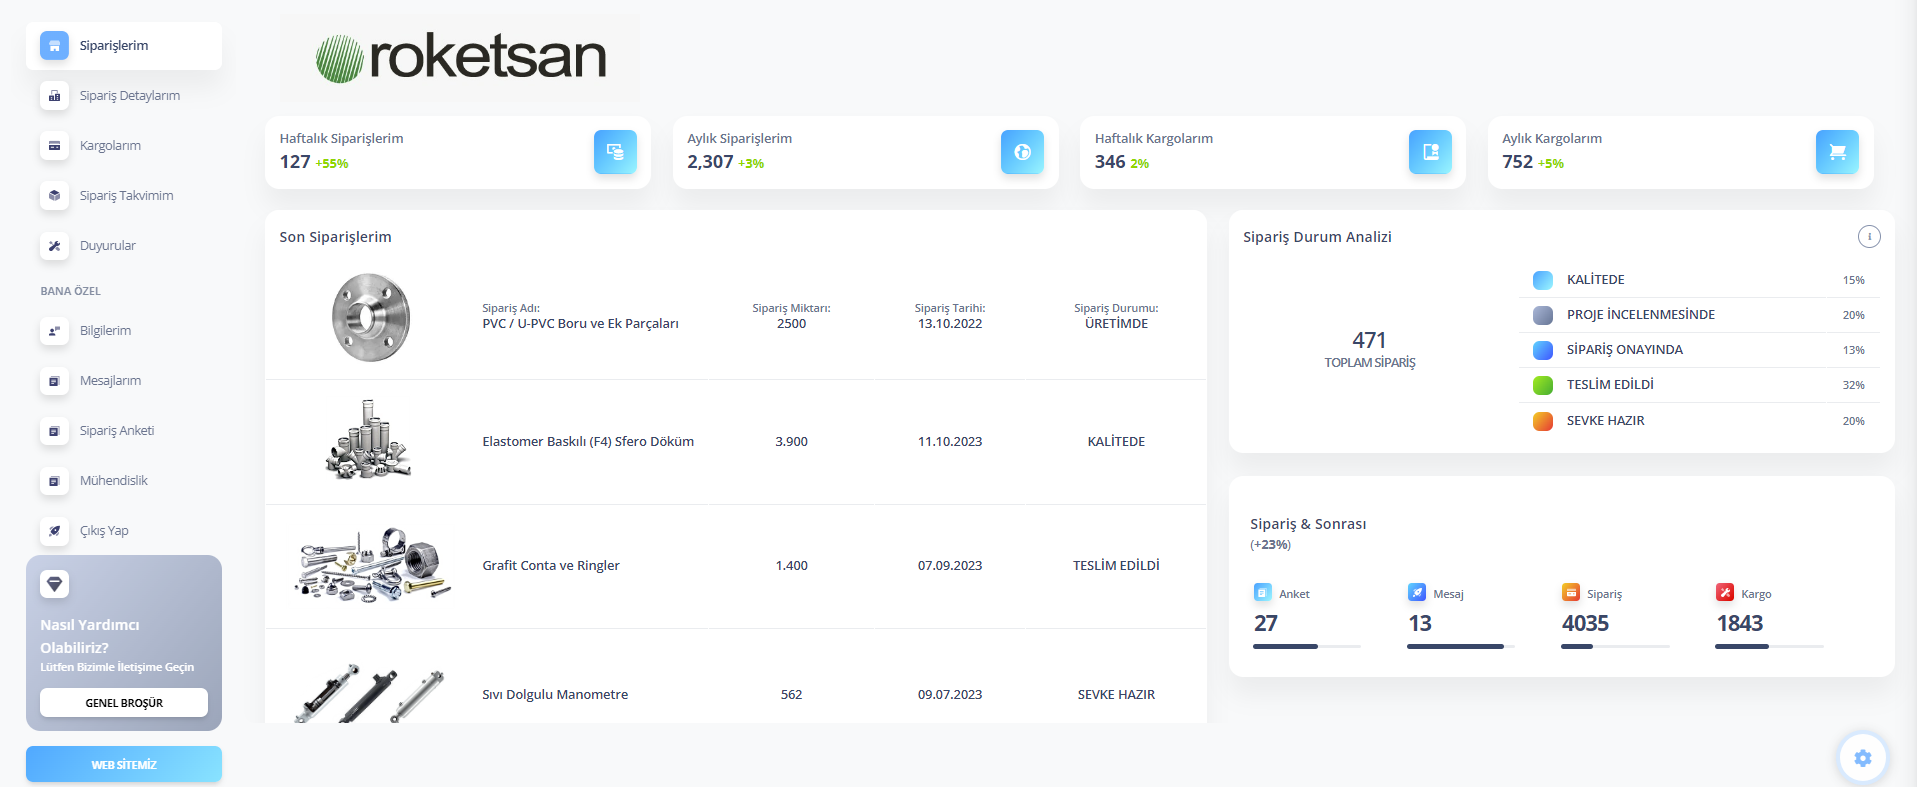 Siparişlerim
Sipariş Detaylarım
Kargolarım
Sipariş Takvimim
Duyurular
BANA ÖZEL
Bilgilerim
Mesajlarım
Sipariş Anketi
Mühendislik
Çıkış Yap
Nasıl Yardımcı
Olabiliriz?
Lütfen Bizimle İletişime Geçin
GENEL BROŞÜR
WEB SİTEMİZ
roketsan
Haftalık Siparişlerim
127 +55%
Aylık Siparişlerim
2,307 +3%
Haftalık Kargolarım
346 2%
Aylık Kargolarım
752 +5%
Son Siparişlerim
Sipariş Adı: Sipariş Miktarı: Sipariş Tarihi: Sipariş Durumu:
PVC / U-PVC Boru ve Ek Parçaları 2500 13.10.2022 ÜRETİMDE
Elastomer Baskılı (F4) Sfero Döküm 3.900 11.10.2023 KALİTEDE
Grafit Conta ve Ringler 1.400 07.09.2023 TESLİM EDİLDİ
Sıvı Dolgulu Manometre 562 09.07.2023 SEVKE HAZIR
Sipariş Durum Analizi
471
TOPLAM SİPARİŞ
KALİTEDE 15%
PROJE İNCELENMESİNDE 20%
SİPARİŞ ONAYINDA 13%
TESLİM EDİLDİ 32%
SEVKE HAZIR 20%
Sipariş & Sonrası
(+23%)
Anket Mesaj Sipariş Kargo
27 13 4035 1843